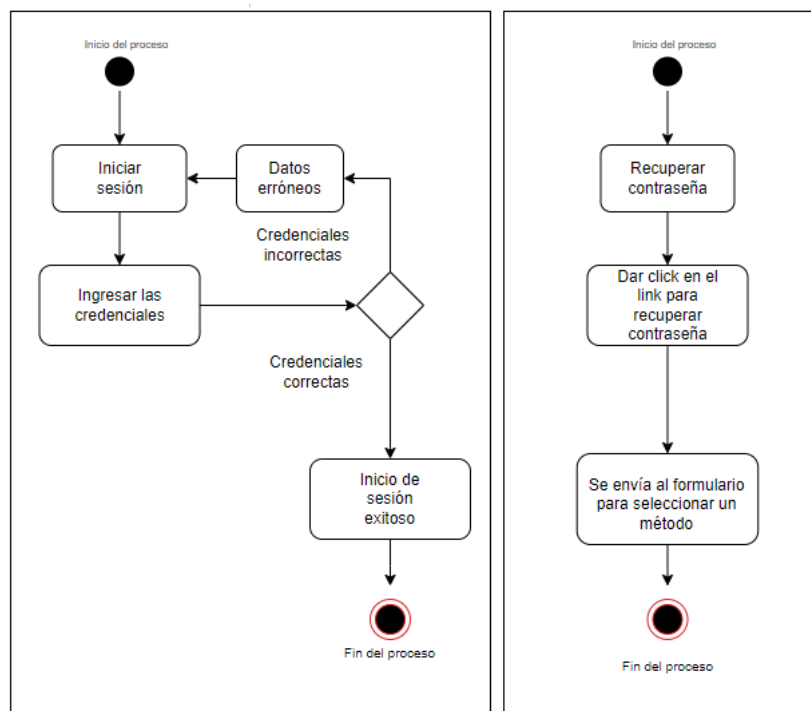 Inicio del proceso
Iniciar
sesión
Datos
erróneos
Credenciales
incorrectas
Ingresar las
credenciales
Credenciales
correctas
Inicio de
sesión
exitoso
Fin del proceso
Inicio del proceso
Recuperar
contraseña
Dar click en el
link para
recuperar
contraseña
Se envía al formulario
para seleccionar un
método
Fin del proceso